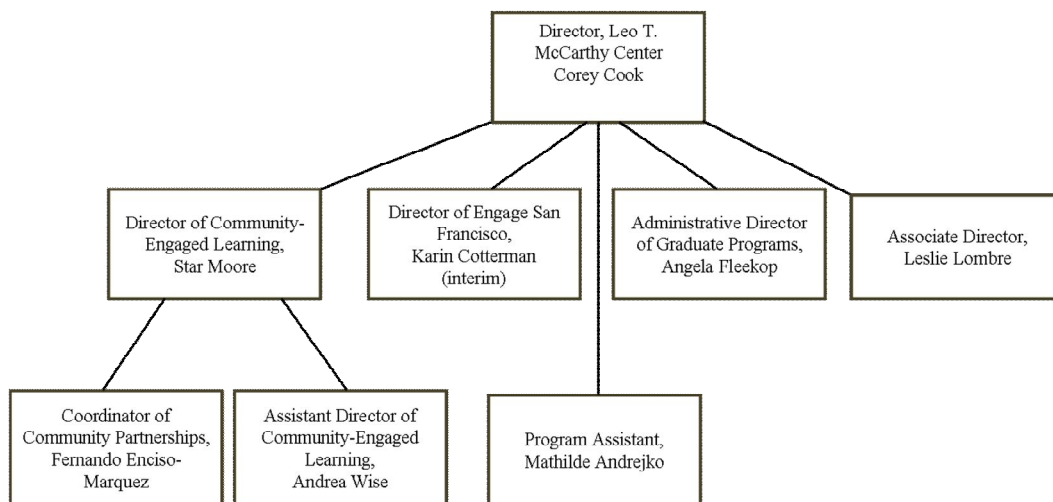 Director, Leo T.
McCarthy Center
Corey Cook
Director of Community-
Engaged Learning,
Star Moore
Director of Engage San
Francisco,
Karin Cotterman
(interim)
Administrative Director
of Graduate Programs,
Angela Fleekop
Associate Director,
Leslie Lombre
Coordinator of
Community Partnerships,
Fernando Enciso-
Marquez
Assistant Director of
Community-Engaged
Learning,
Andrea Wise
Program Assistant,
Mathilde Andrejko